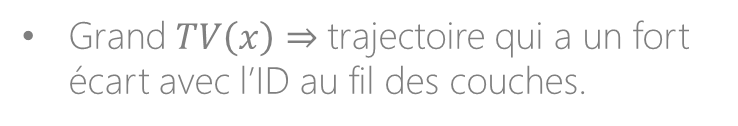 • Grand TV(x) ⇒ trajectoire qui a un fort
écart avec l’ID au fil des couches.